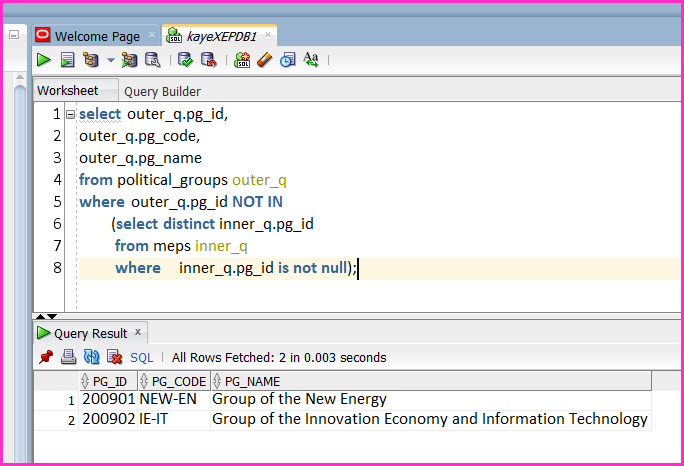 Welcome Page
kayeXEPDB1
Worksheet Query Builder
1 select outer_q.pg_id,
2 outer_q.pg_code,
3 outer_q.pg_name
4 from political_groups outer_q
5 where outer_q.pg_id NOT IN
6 (select distinct inner_q.pg_id
7 from meps inner_q
8 where inner_q.pg_id is not null);
Query Result
SQL All Rows Fetched: 2 in 0.003 seconds
PG_ID PG_CODE PG_NAME
1 200901 NEW-EN Group of the New Energy
2 200902 IE-IT Group of the Innovation Economy and Information Technology